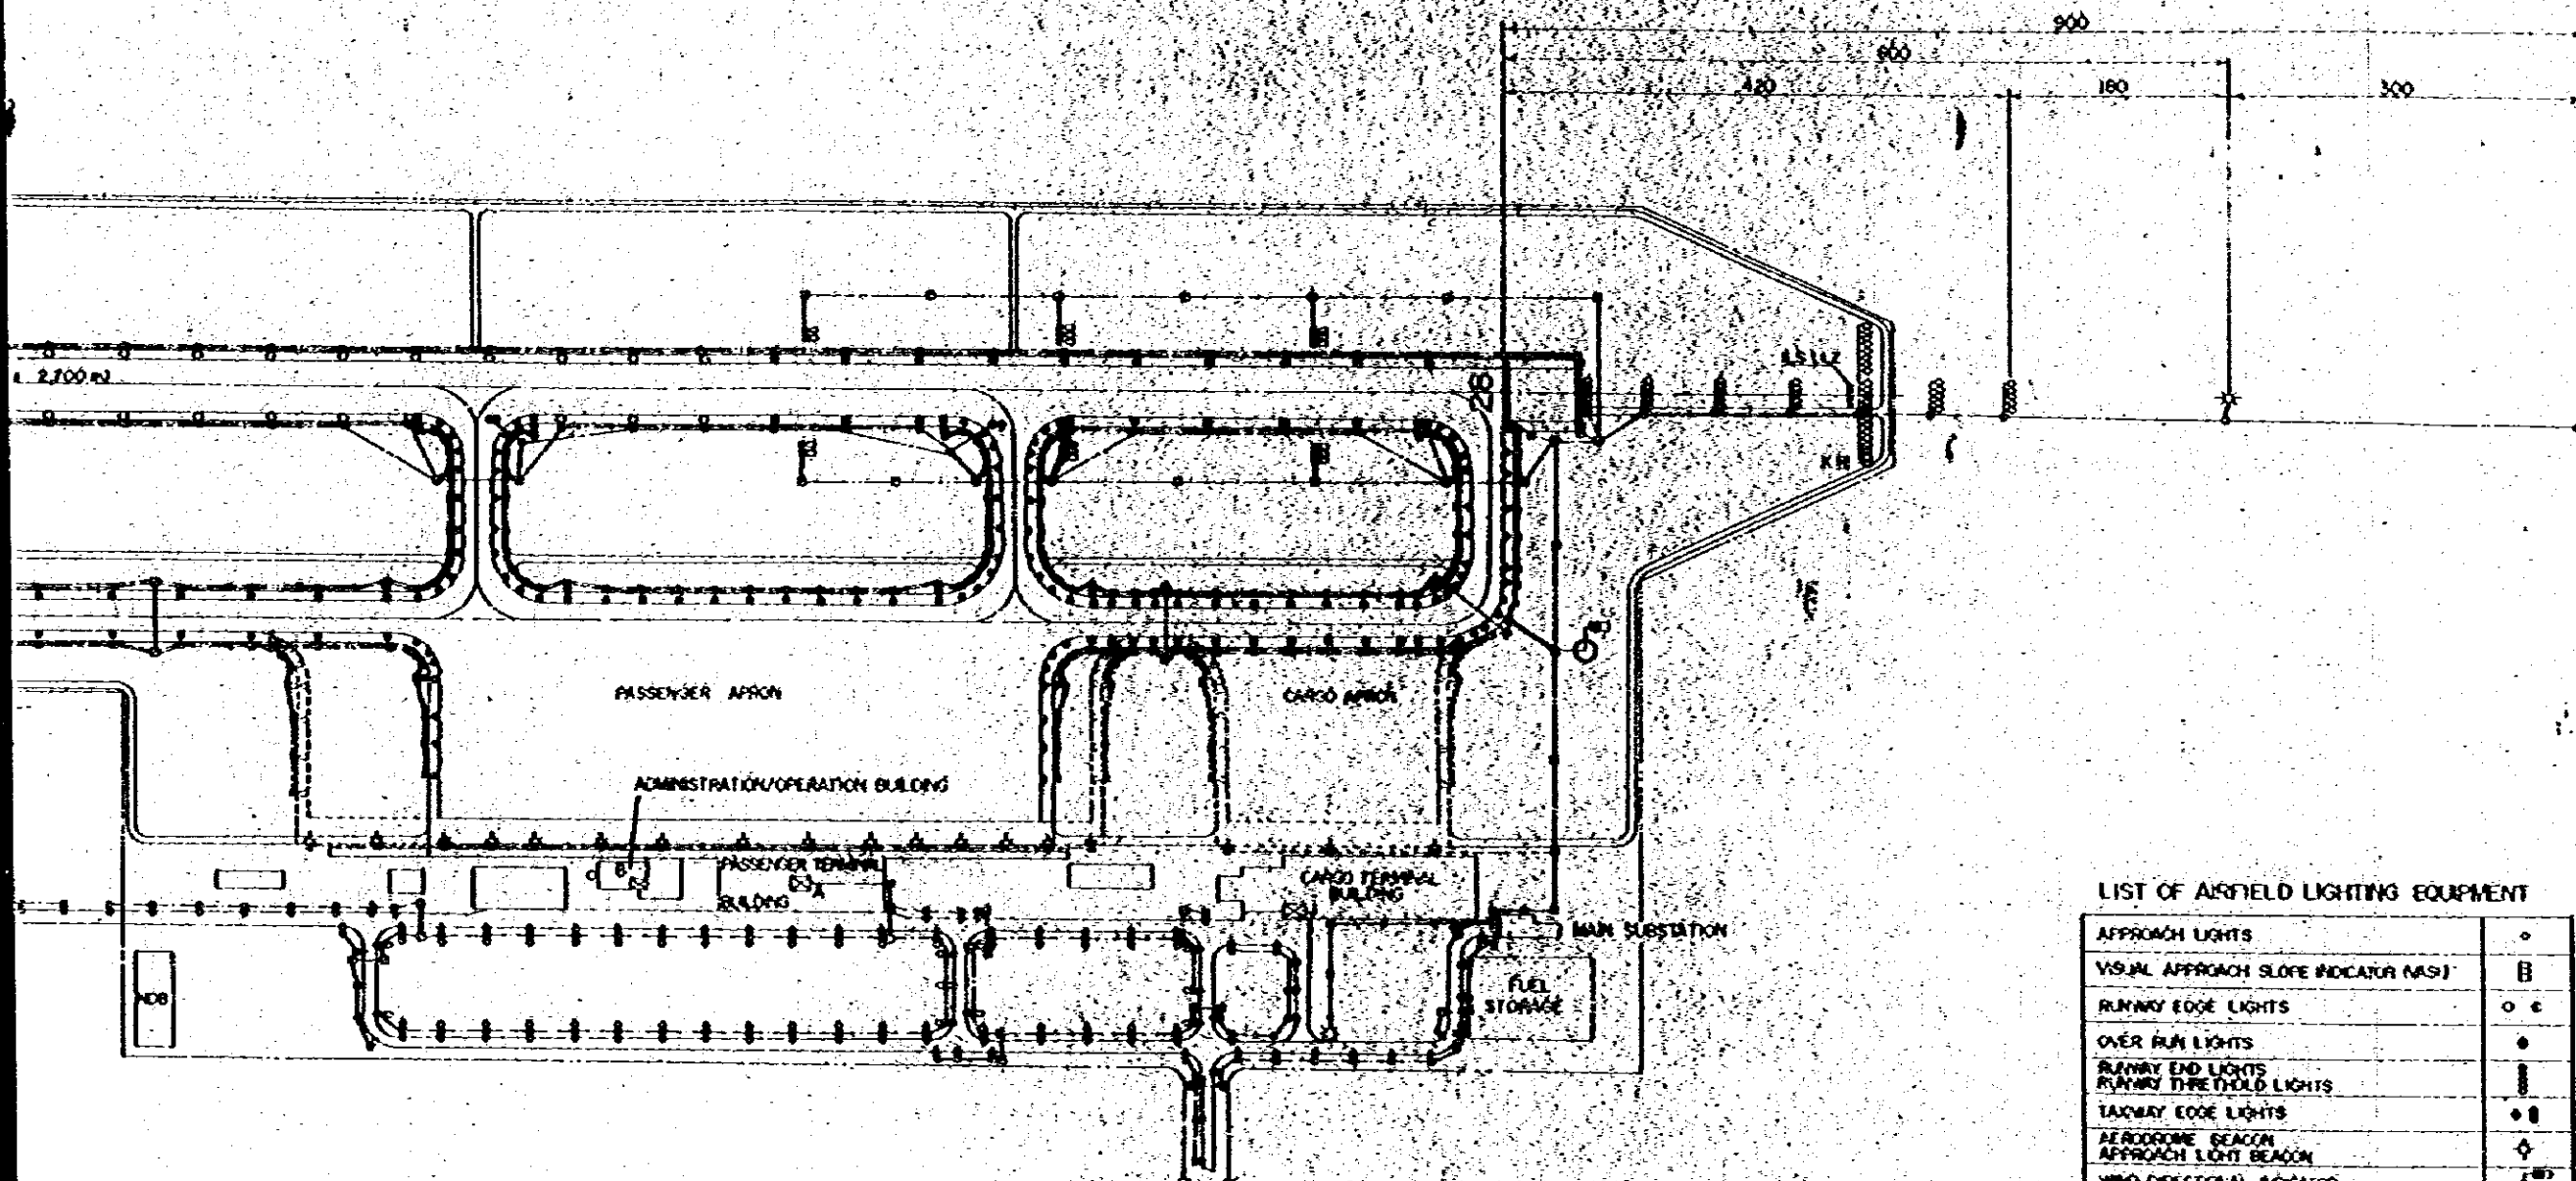 900
600
420
180
300
2,700 m)
28
PASSENGER APRON
CARGO APRON
ADMINISTRATION/OPERATION BUILDING
B
PASSENGER TERMINAL
BUILDING
A
CARGO TERMINAL
BUILDING
MAIN SUBSTATION
FUEL
STORAGE
NDB
LIST OF AIRFIELD LIGHTING EQUIPMENT
APPROACH LIGHTS
VISUAL APPROACH SLOPE INDICATOR (VASI)
RUNWAY EDGE LIGHTS
OVER RUN LIGHTS
RUNWAY END LIGHTS
RUNWAY THRETHOLD LIGHTS
TAXIWAY EDGE LIGHTS
AERODROME BEACON
APPROACH LIGHT BEACON